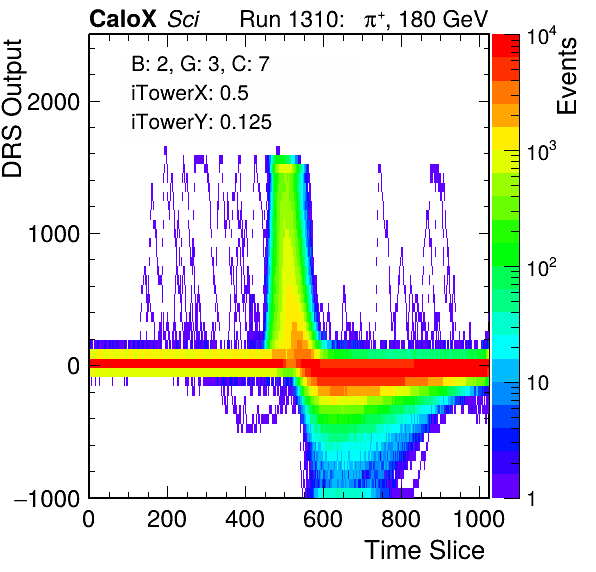 CaloX Sci Run 1310: π⁺, 180 GeV
DRS Output
Events
B: 2, G: 3, C: 7
iTowerX: 0.5
iTowerY: 0.125
2000
1000
0
−1000
0 200 400 600 800 1000
Time Slice
10⁴
10³
10²
10
1